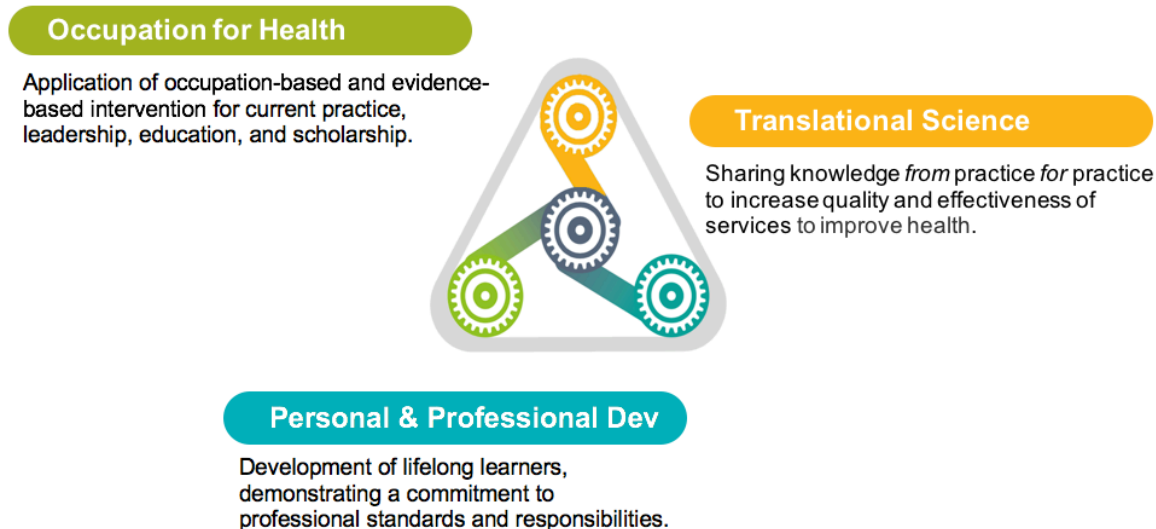 Occupation for Health
Application of occupation-based and evidence-
based intervention for current practice,
leadership, education, and scholarship.
Translational Science
Sharing knowledge from practice for practice
to increase quality and effectiveness of
services to improve health.
Personal & Professional Dev
Development of lifelong learners,
demonstrating a commitment to
professional standards and responsibilities.